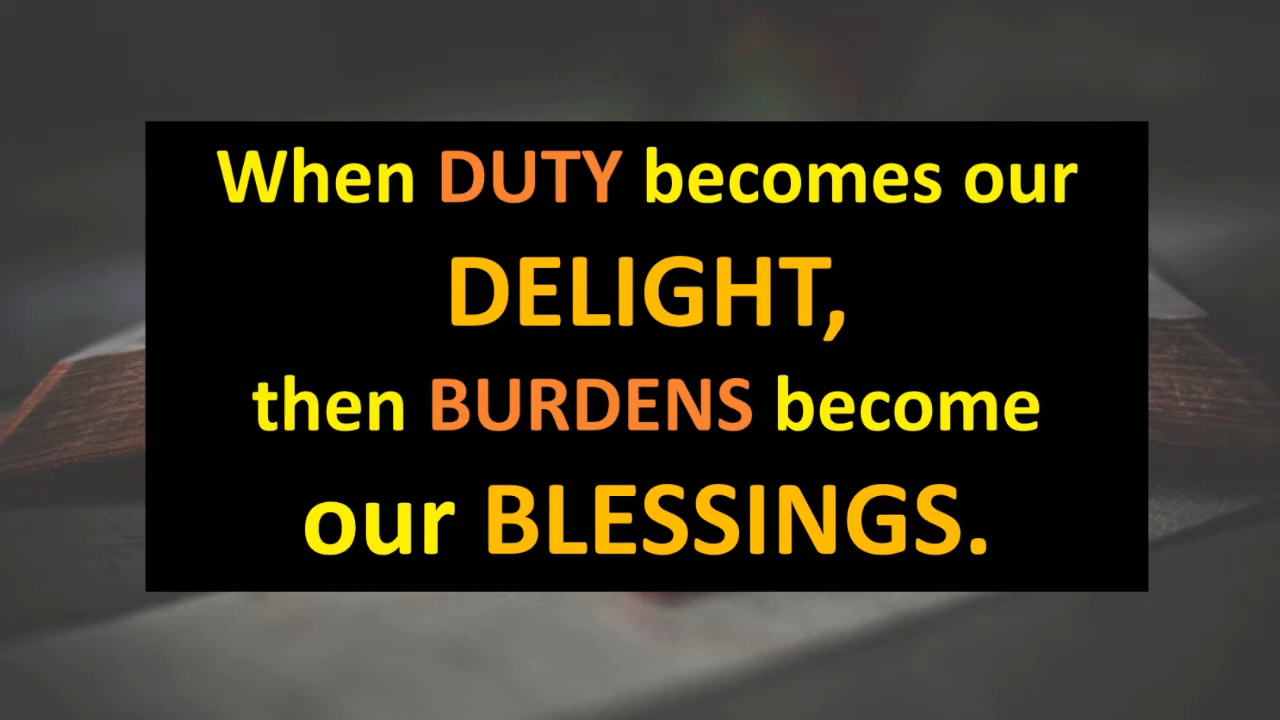 When DUTY becomes our
DELIGHT,
then BURDENS become
our BLESSINGS.